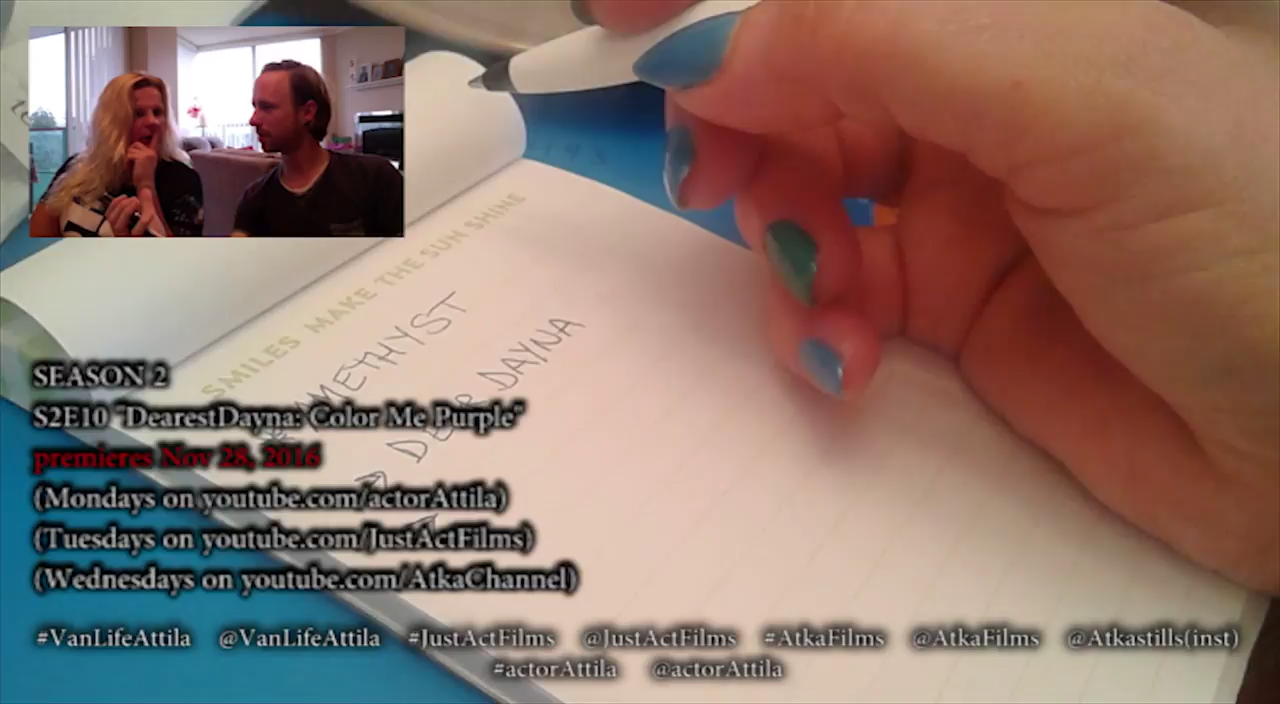 SMILES MAKE THE SUN SHINE
AMETHYST
→ DEAR DAYNA
SEASON 2
S2E10 "DearestDayna: Color Me Purple"
premieres Nov 28, 2016
(Mondays on youtube.com/actorAttila)
(Tuesdays on youtube.com/JustActFilms)
(Wednesdays on youtube.com/AtkaChannel)
#VanLifeAttila @VanLifeAttila #JustActFilms @JustActFilms #AtkaFilms @AtkaFilms @Atkastills(inst)
#actorAttila @actorAttila